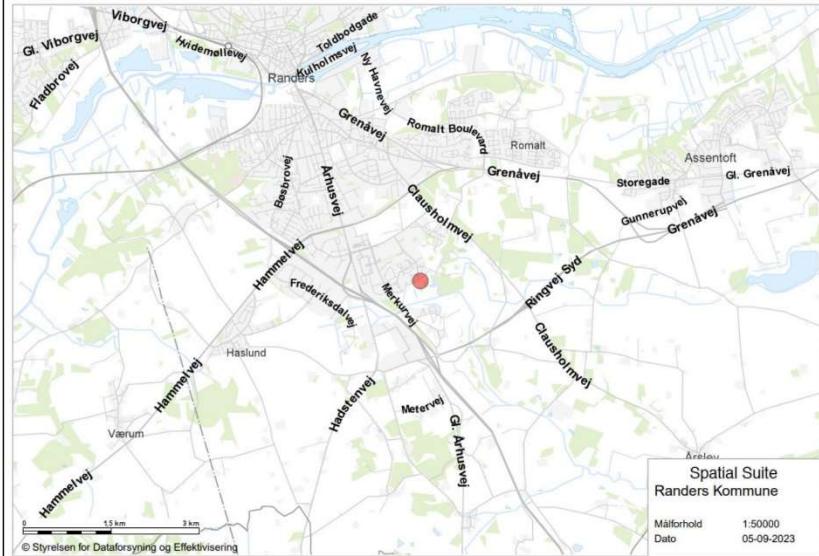 Viborgvej
Gl. Viborgvej
Hvidemøllevej
Toldbodgade
Kulholmsvej
Fladbrovej
Randers
Ny Havnevej
Grenåvej
Romalt Boulevard
Romalt
Assentoft
Bøsbrovej
Århusvej
Grenåvej
Storegade
Gl. Grenåvej
Clausholmvej
Gunnerupvej
Grenåvej
Hammelvej
Ringvej Syd
Frederiksdalvej
Merkurvej
Haslund
Clausholmvej
Hammelvej
Hadstenvej
Metervej
Værum
Gl. Århusvej
Årslev
Hammelvej
Spatial Suite
Randers Kommune
Målforhold 1:50000
Dato 05-09-2023
0 1,5 km 3 km
© Styrelsen for Dataforsyning og Effektivisering